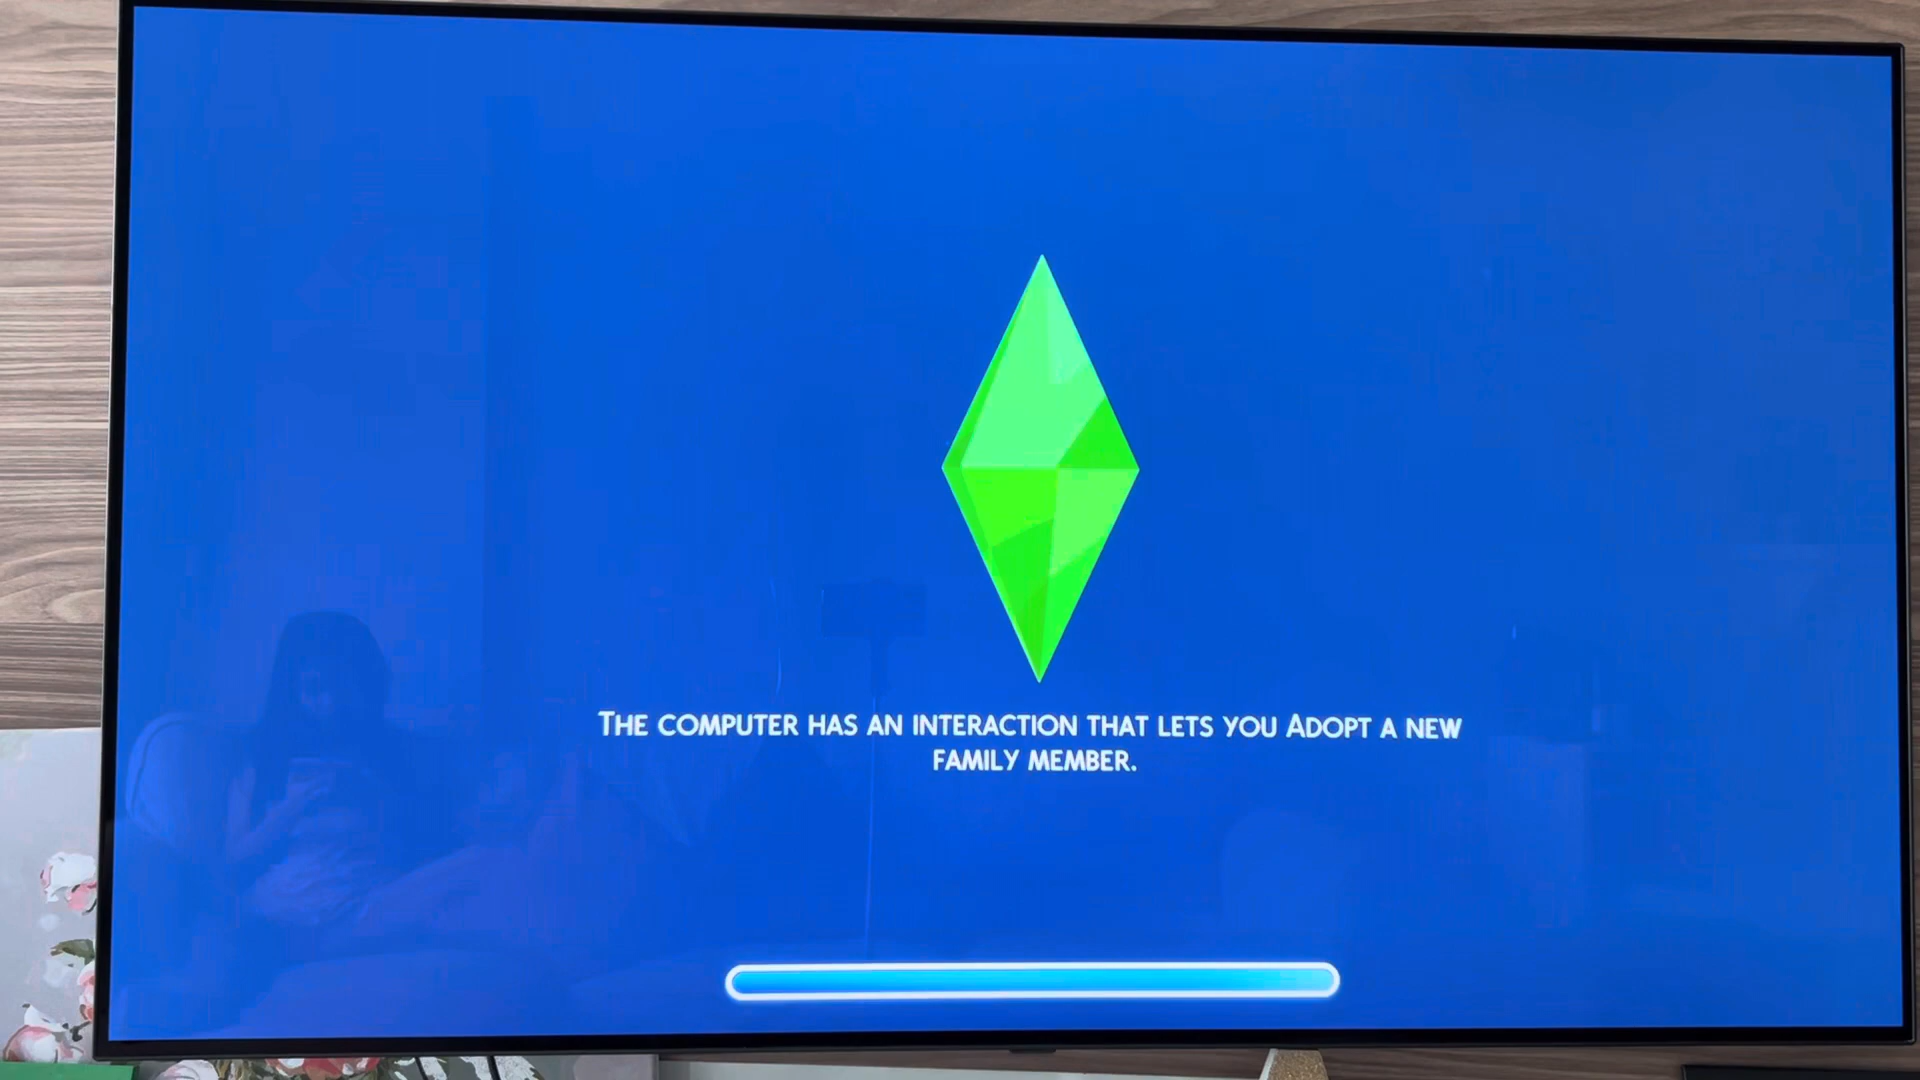 The computer has an interaction that lets you Adopt a new
family member.